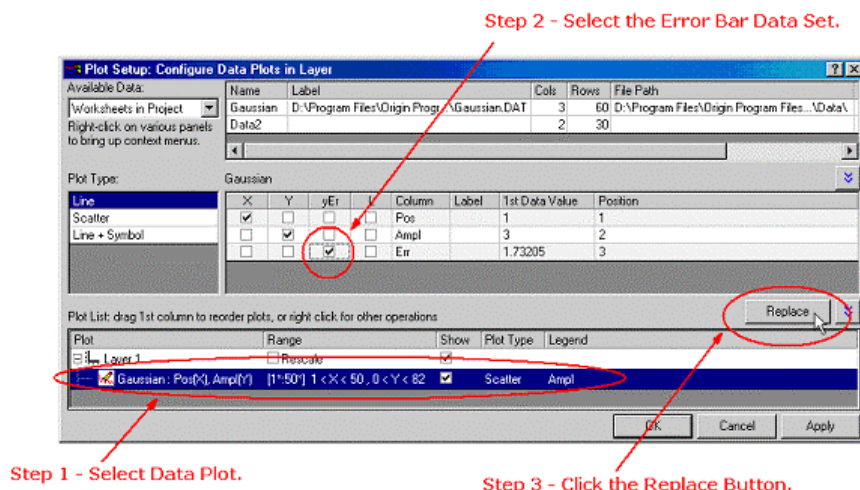 Step 2 - Select the Error Bar Data Set.
Plot Setup: Configure Data Plots in Layer
Available Data:
Worksheets in Project
Right-click on various panels
to bring up context menus.
Name Label Cols Rows File Path
Gaussian D:\Program Files\Origin Progr...\Gaussian.DAT 3 60 D:\Program Files\Origin Program Files...\Data\
Data2 2 30
Plot Type:
Gaussian
Line
Scatter
Line + Symbol
X Y yEr L Column Label 1st Data Value Position
Pos 1 1
Ampl 3 2
Err 1.73205 3
Replace
Plot List: drag 1st column to reorder plots, or right click for other operations
Plot Range Show Plot Type Legend
Layer 1 Rescale
Gaussian : Pos(X), Ampl(Y) [1*:50*] 1 < X < 50 , 0 < Y < 82 Scatter Ampl
OK Cancel Apply
Step 1 - Select Data Plot.
Step 3 - Click the Replace Button.